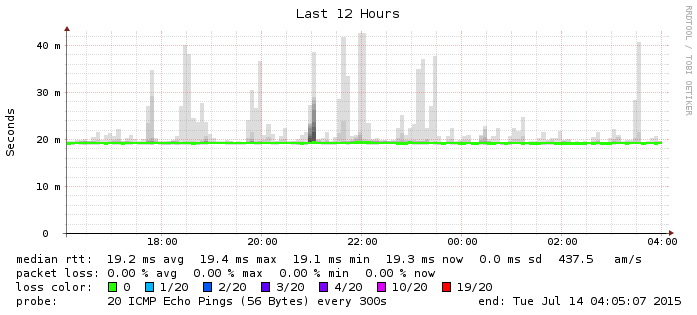 Last 12 Hours
RRDTOOL / TOBI OETIKER
Seconds
40 m
30 m
20 m
10 m
0
18:00 20:00 22:00 00:00 02:00 04:00
median rtt: 19.2 ms avg 19.4 ms max 19.1 ms min 19.3 ms now 0.0 ms sd 437.5 am/s
packet loss: 0.00 % avg 0.00 % max 0.00 % min 0.00 % now
loss color: 0 1/20 2/20 3/20 4/20 10/20 19/20
probe: 20 ICMP Echo Pings (56 Bytes) every 300s end: Tue Jul 14 04:05:07 2015